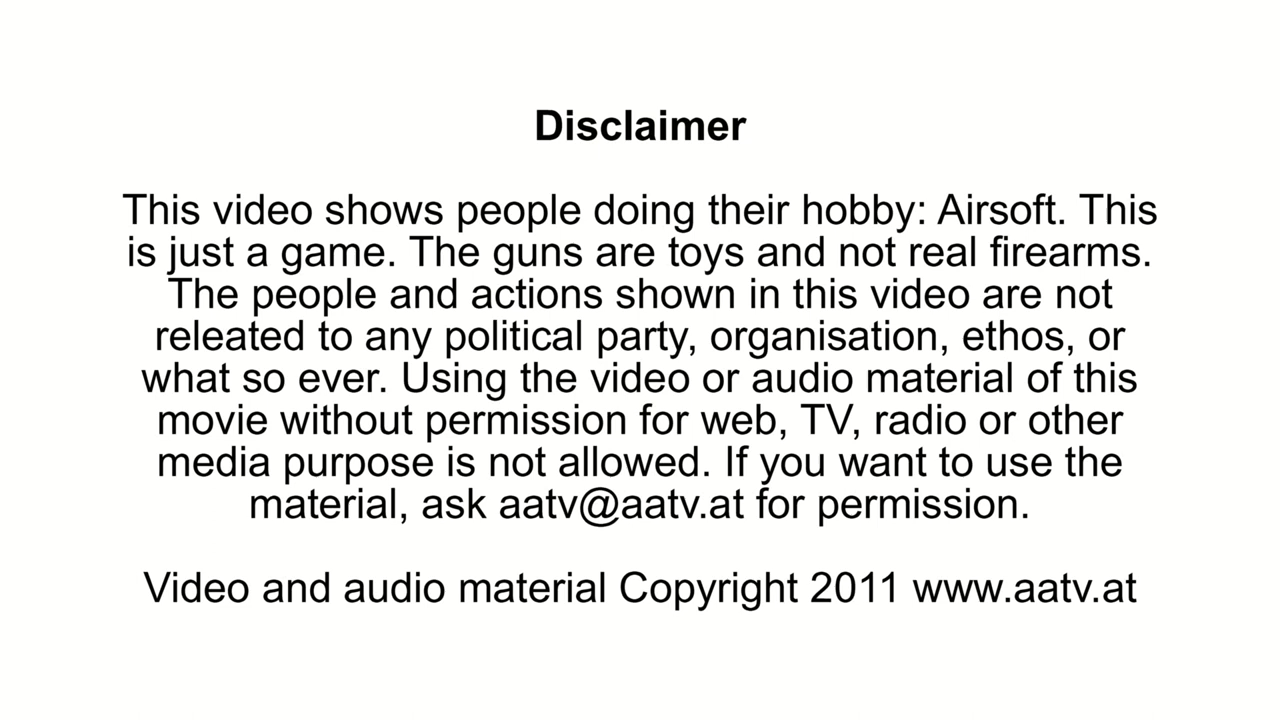 Disclaimer
This video shows people doing their hobby: Airsoft. This
is just a game. The guns are toys and not real firearms.
The people and actions shown in this video are not
releated to any political party, organisation, ethos, or
what so ever. Using the video or audio material of this
movie without permission for web, TV, radio or other
media purpose is not allowed. If you want to use the
material, ask aatv@aatv.at for permission.
Video and audio material Copyright 2011 www.aatv.at